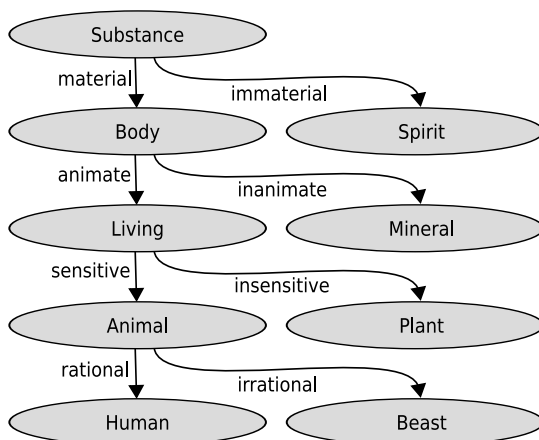 Substance
material
immaterial
Body
Spirit
animate
inanimate
Living
Mineral
sensitive
insensitive
Animal
Plant
rational
irrational
Human
Beast